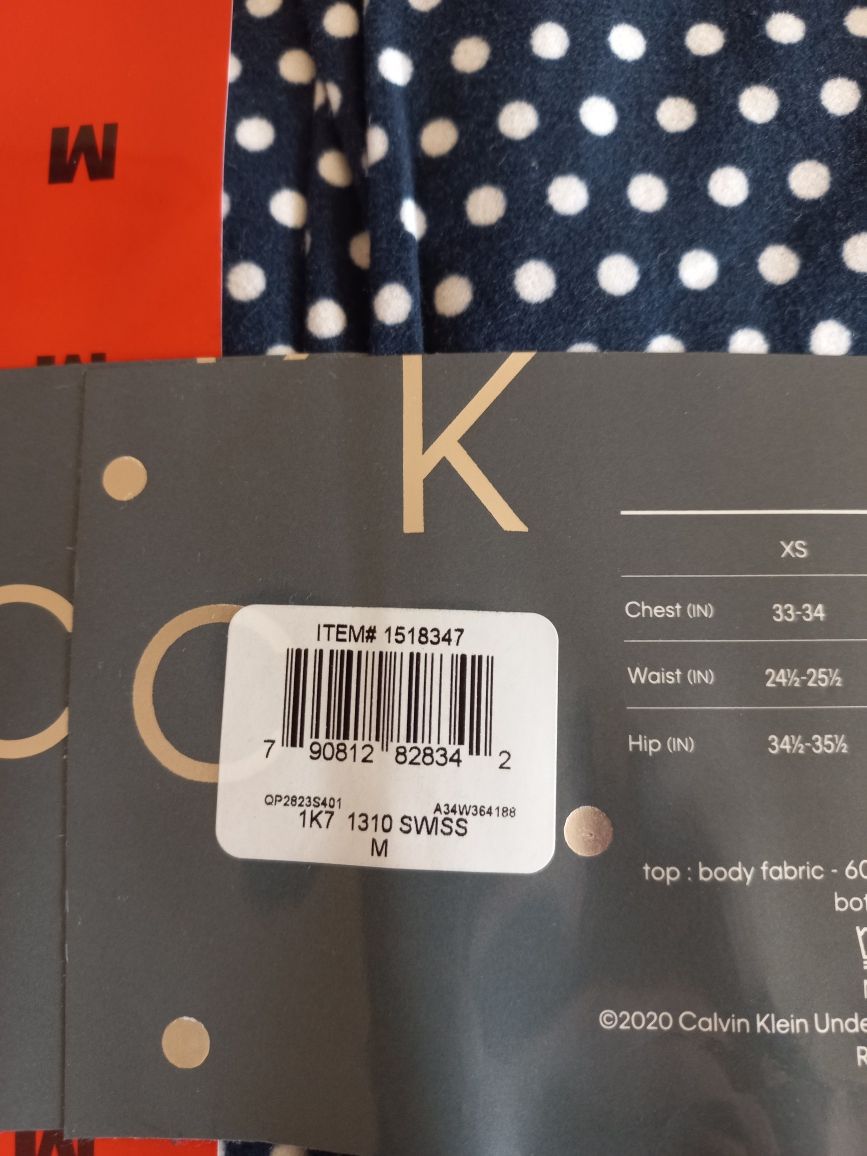 M
M
K
C
C
XS
Chest (IN) 33-34
Waist (IN) 24½-25½
Hip (IN) 34½-35½
ITEM# 1518347
7 90812 82834 2
QP2823S401 A34W364188
1K7 1310 SWISS
M
top : body fabric - 60
©2020 Calvin Klein
M